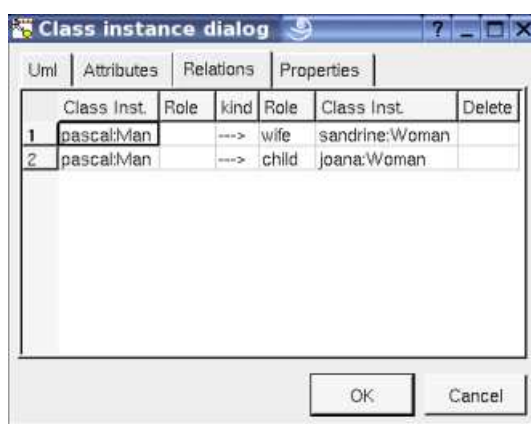 Class instance dialog ? _
Uml Attributes Relations Properties
Class Inst. Role kind Role Class Inst. Delete
1 pascal:Man ---> wife sandrine:Woman
2 pascal:Man ---> child joana:Woman
OK Cancel